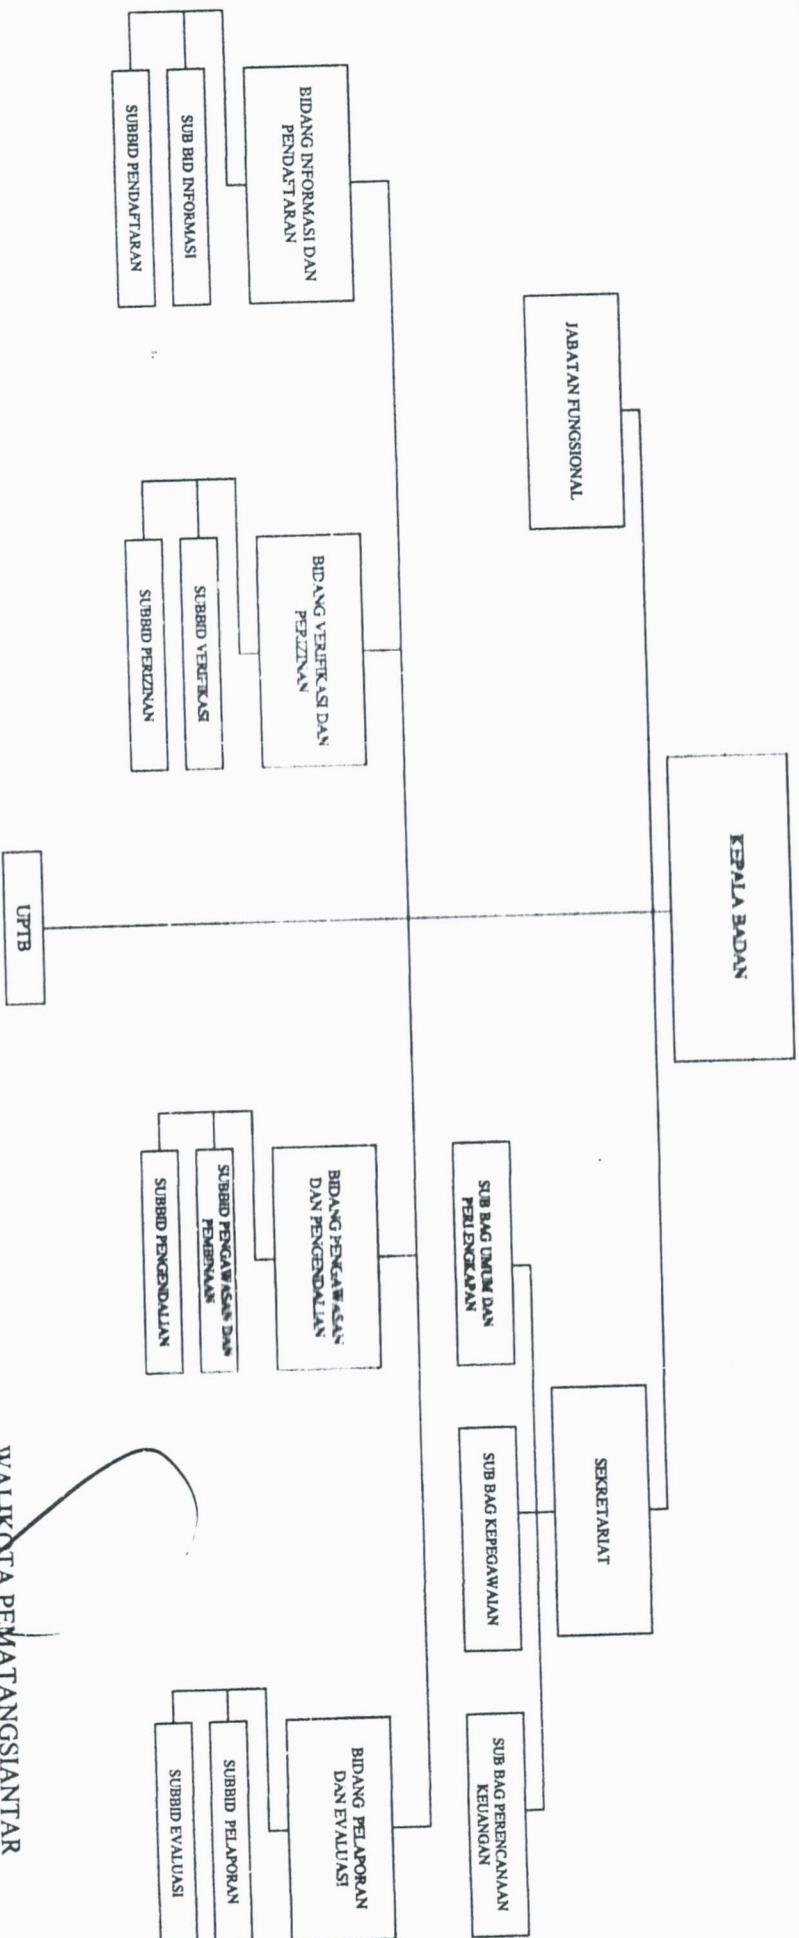 KEPALA BADAN
JABATAN FUNGSIONAL
SEKRETARIAT
SUB BAG UMUM DAN
PERLENGKAPAN
SUB BAG KEPEGAWAIAN
SUB BAG PERENCANAAN
KEUANGAN
BIDANG INFORMASI DAN
PENDAFTARAN
SUB BID INFORMASI
SUBBID PENDAFTARAN
BIDANG VERIFIKASI DAN
PERIZINAN
SUBBID VERIFIKASI
SUBBID PERIZINAN
BIDANG PENGAWASAN
DAN PENGENDALIAN
SUBBID PENGAWASAN DAN
PEMBINAAN
SUBBID PENGENDALIAN
BIDANG PELAPORAN
DAN EVALUASI
SUBBID PELAPORAN
SUBBID EVALUASI
UPTB
WALIKOTA PEMATANGSIANTAR